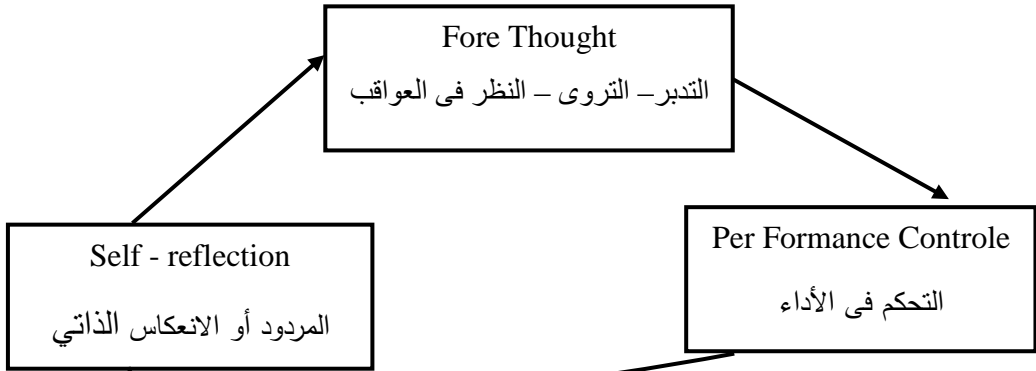 Fore Thought
التدبر– التروى – النظر فى العواقب
Self - reflection
المردود أو الانعكاس الذاتي
Per Formance Controle
التحكم فى الأداء